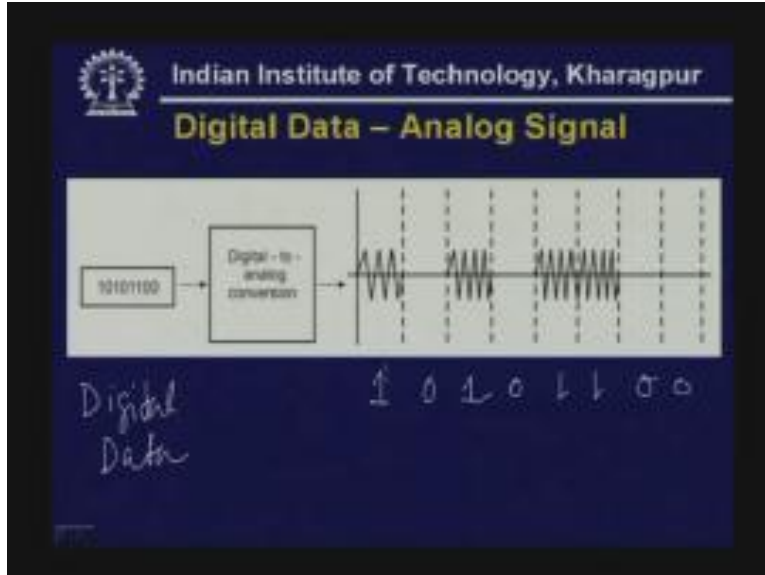 Indian Institute of Technology, Kharagpur
Digital Data – Analog Signal
10101100
Digital - to -
analog
convention
1 0 1 0 1 1 0 0
Digital
Data